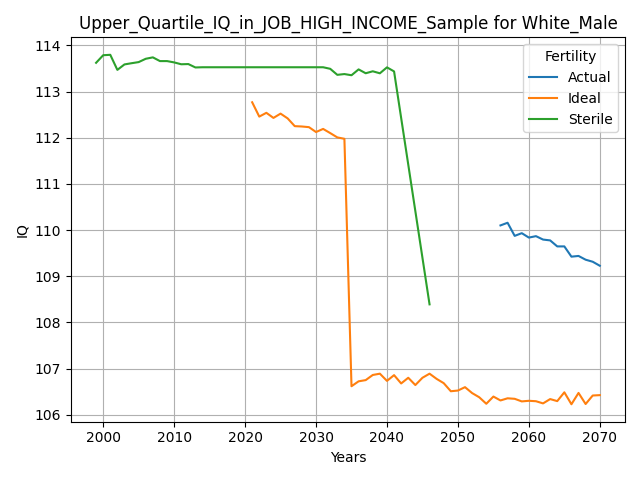 Upper_Quartile_IQ_in_JOB_HIGH_INCOME_Sample for White_Male
Fertility
Actual
Ideal
Sterile
IQ
114
113
112
111
110
109
108
107
106
2000 2010 2020 2030 2040 2050 2060 2070
Years